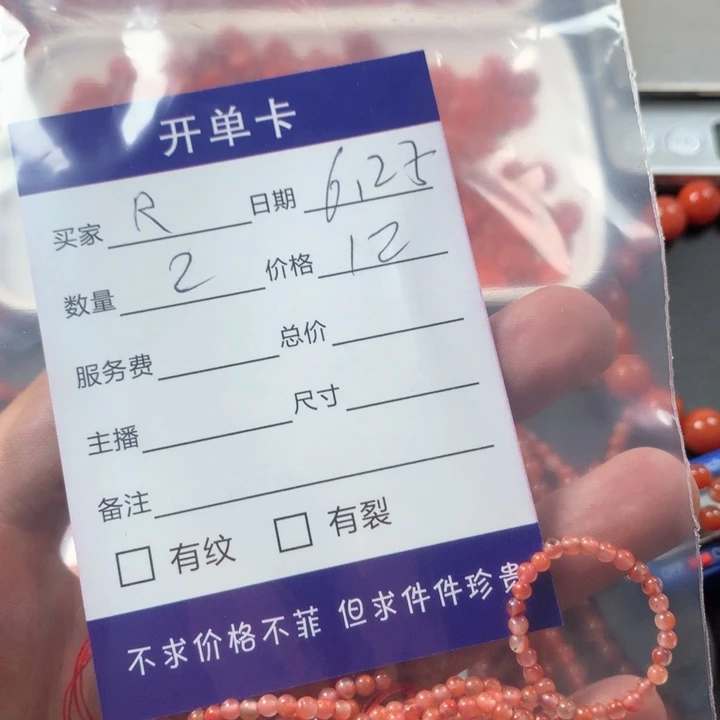 开单卡
买家 R 日期 6.25
数量 2 价格 12
服务费 总价
主播 尺寸
备注
有纹 有裂
不求价格不菲 但求件件珍贵